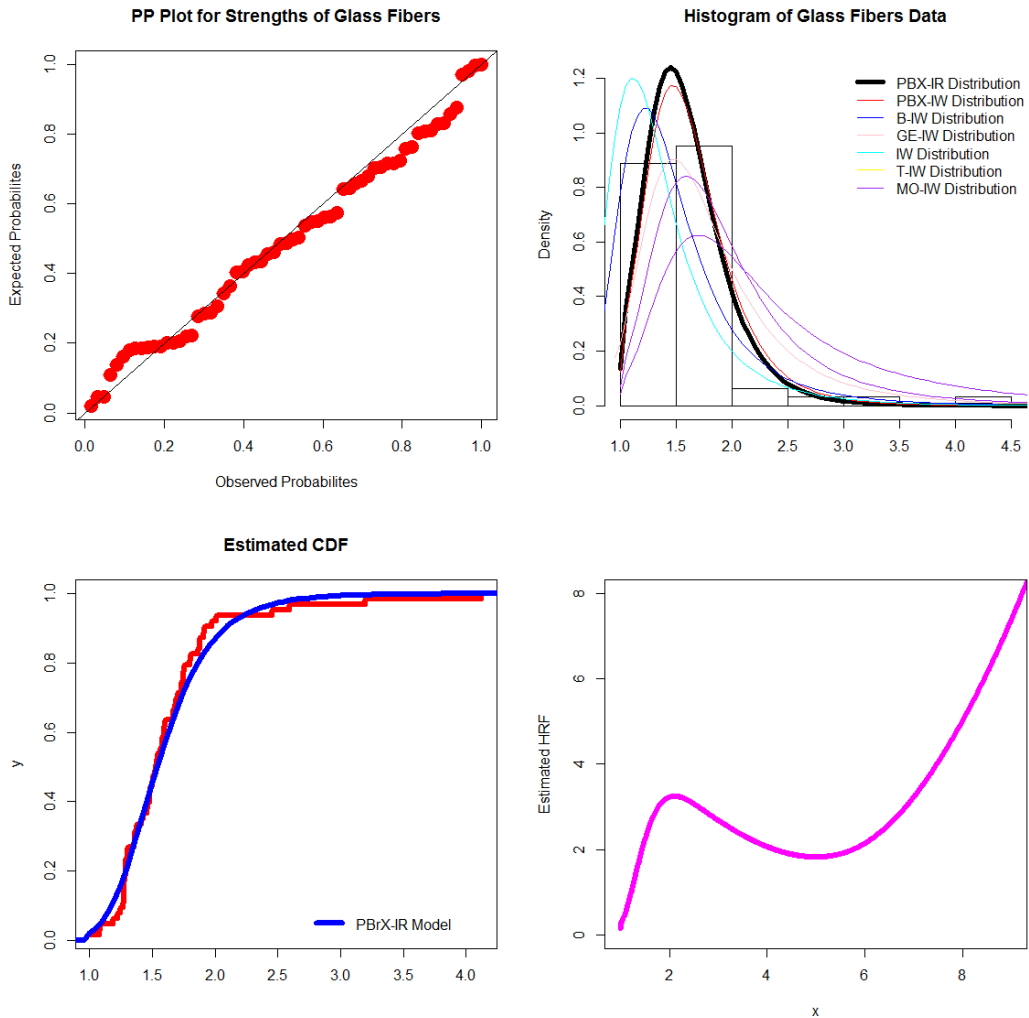 PP Plot for Strengths of Glass Fibers
Expected Probabilities
0.0 0.2 0.4 0.6 0.8 1.0
0.0 0.2 0.4 0.6 0.8 1.0
Observed Probabilites
Histogram of Glass Fibers Data
Density
0.0 0.2 0.4 0.6 0.8 1.0 1.2
PBX-IR Distribution
PBX-IW Distribution
B-IW Distribution
GE-IW Distribution
IW Distribution
T-IW Distribution
MO-IW Distribution
1.0 1.5 2.0 2.5 3.0 3.5 4.0 4.5
Estimated CDF
y
0.0 0.2 0.4 0.6 0.8 1.0
PBrX-IR Model
1.0 1.5 2.0 2.5 3.0 3.5 4.0
Estimated HRF
0 2 4 6 8
2 4 6 8
x